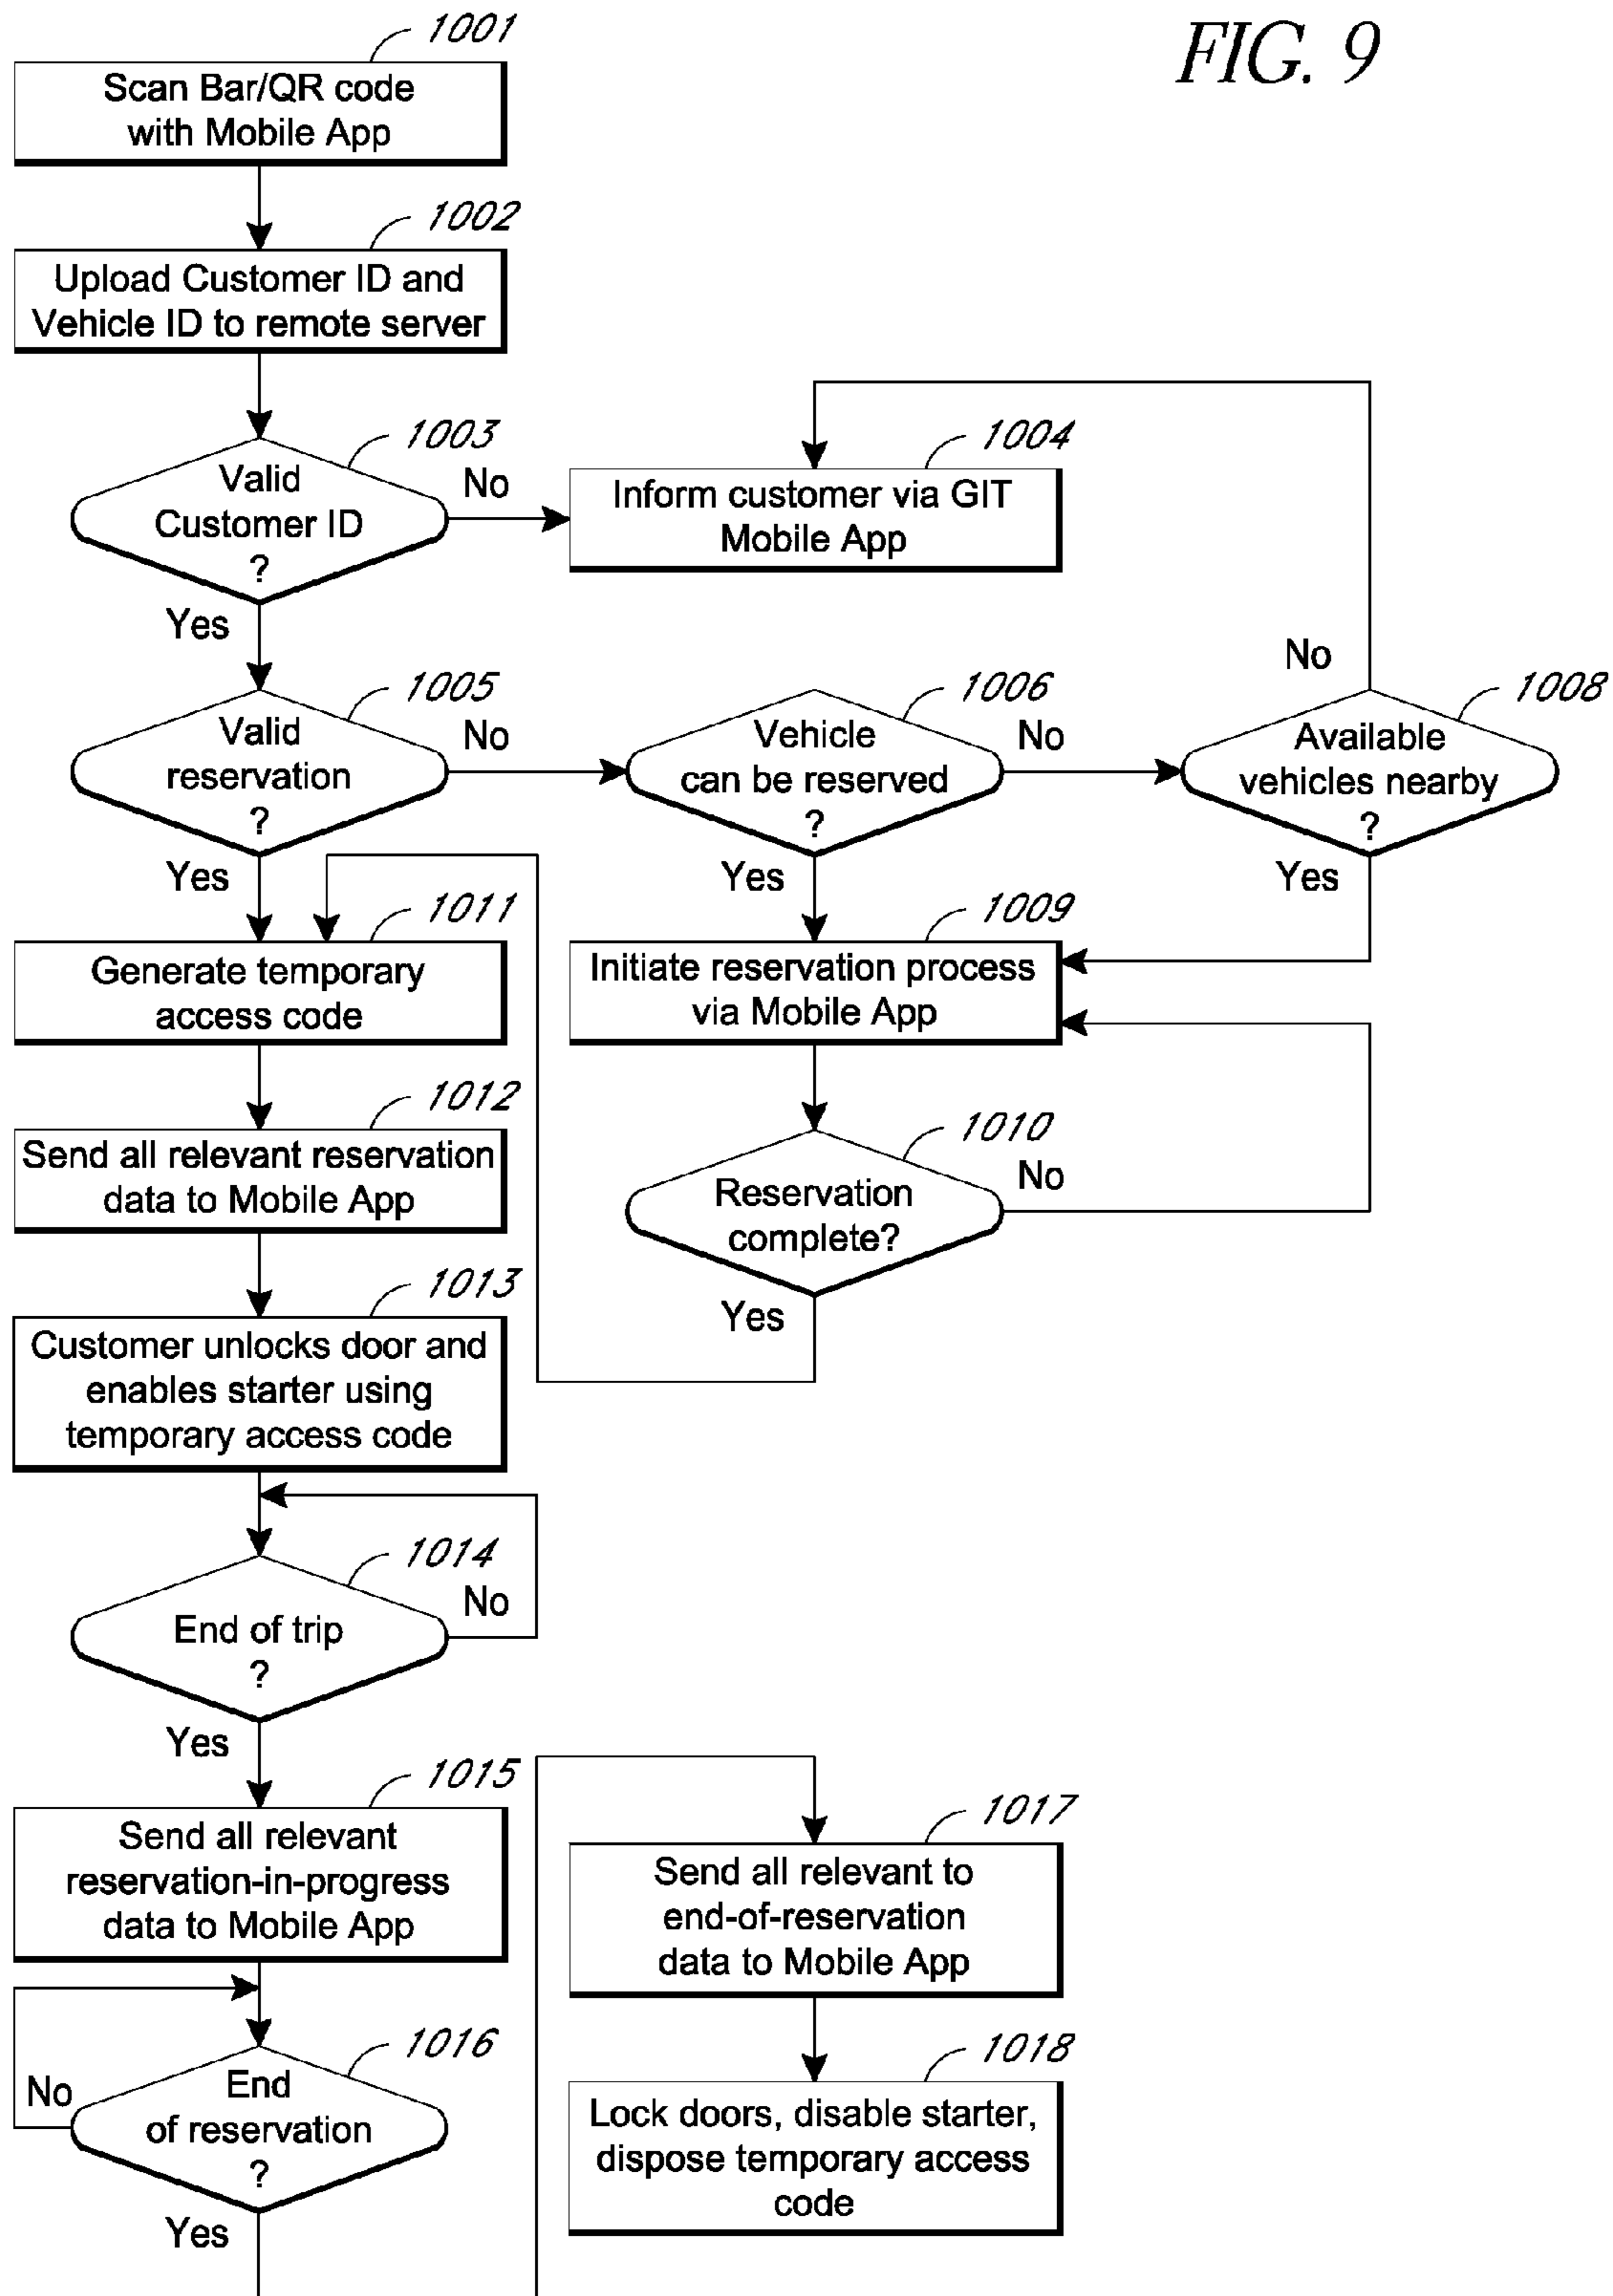 FIG. 9
1001
Scan Bar/QR code
with Mobile App
1002
Upload Customer ID and
Vehicle ID to remote server
1003
Valid
Customer ID
?
No
Yes
1004
Inform customer via GIT
Mobile App
1005
Valid
reservation
?
No
Yes
1006
Vehicle
can be reserved
?
No
Yes
1008
No
Available
vehicles nearby
?
Yes
1011
Generate temporary
access code
1009
Initiate reservation process
via Mobile App
1012
Send all relevant reservation
data to Mobile App
1010
Reservation
complete?
No
Yes
1013
Customer unlocks door and
enables starter using
temporary access code
1014
End of trip
?
No
Yes
1015
Send all relevant
reservation-in-progress
data to Mobile App
1016
End
of reservation
?
No
Yes
1017
Send all relevant to
end-of-reservation
data to Mobile App
1018
Lock doors, disable starter,
dispose temporary access
code